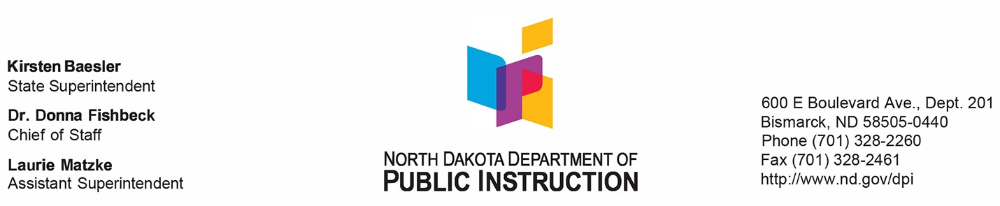 Kirsten Baesler
State Superintendent
Dr. Donna Fishbeck
Chief of Staff
Laurie Matzke
Assistant Superintendent
NORTH DAKOTA DEPARTMENT OF
PUBLIC INSTRUCTION
600 E Boulevard Ave., Dept. 201
Bismarck, ND 58505-0440
Phone (701) 328-2260
Fax (701) 328-2461
http://www.nd.gov/dpi